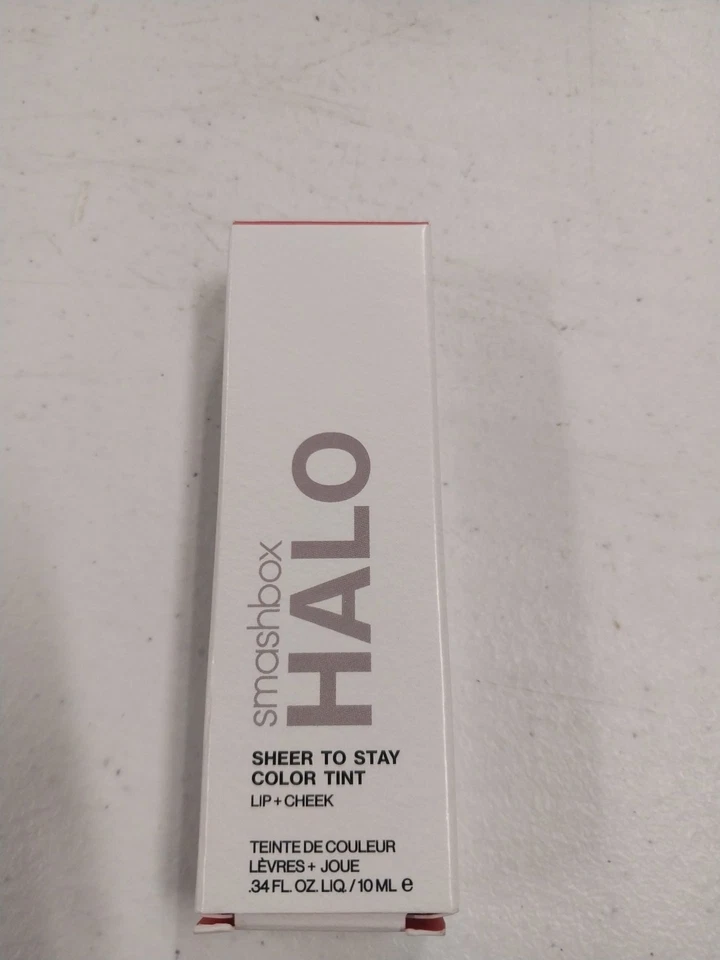 smashbox
HALO
SHEER TO STAY
COLOR TINT
LIP + CHEEK
TEINTE DE COULEUR
LÈVRES + JOUE
.34 FL. OZ. LIQ. / 10 ML ℮